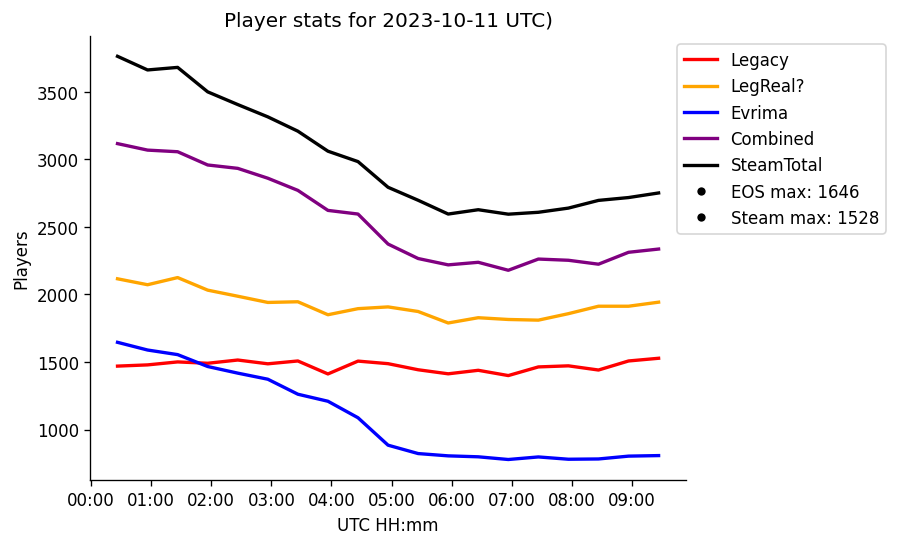 Player stats for 2023-10-11 UTC)
Legacy
LegReal?
Evrima
Combined
SteamTotal
EOS max: 1646
Steam max: 1528
Players
3500
3000
2500
2000
1500
1000
00:00 01:00 02:00 03:00 04:00 05:00 06:00 07:00 08:00 09:00
UTC HH:mm